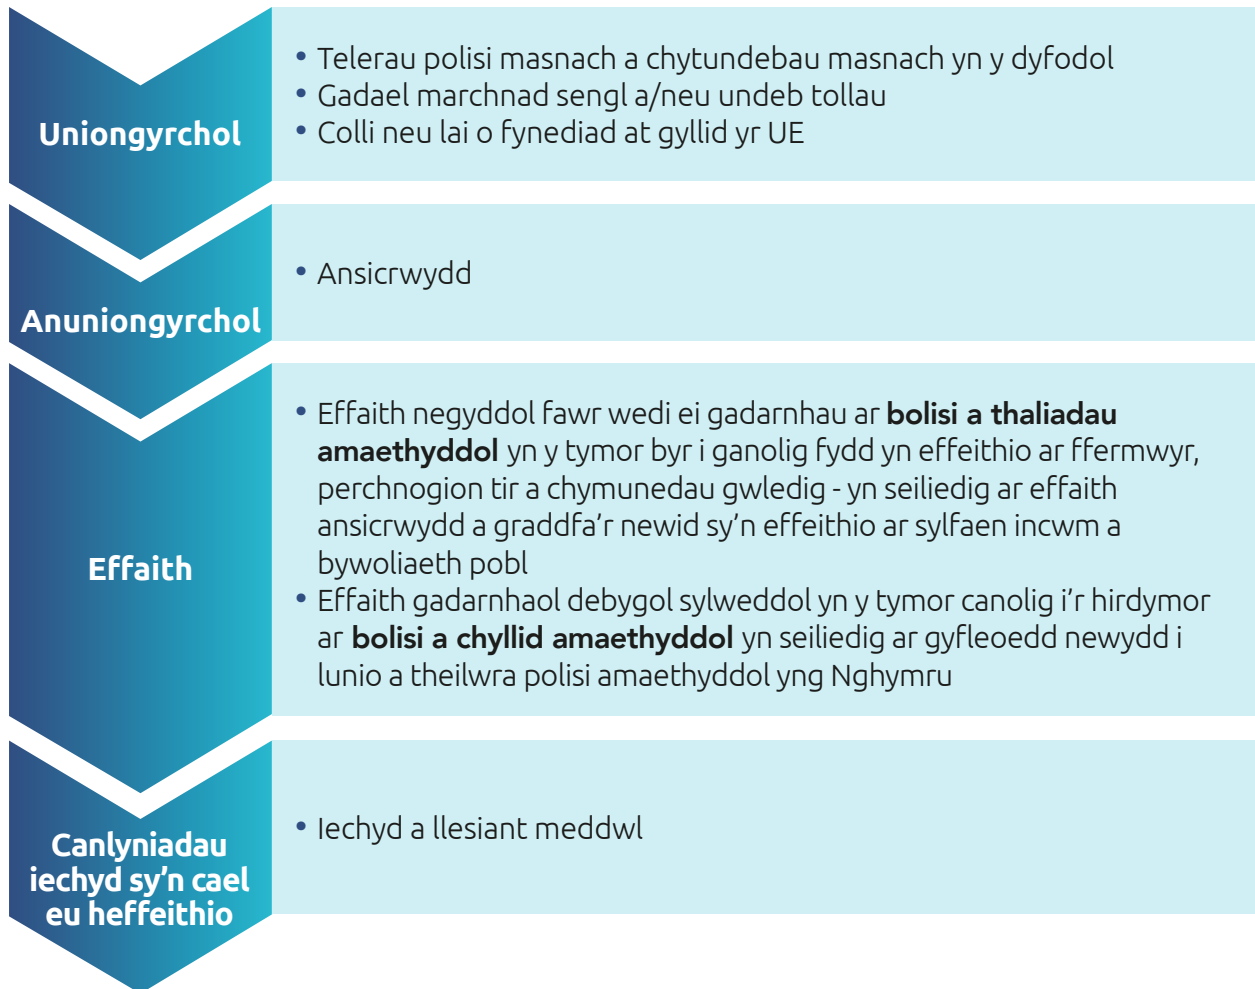 Uniongyrchol
• Telerau polisi masnach a chytundebau masnach yn y dyfodol
• Gadael marchnad sengl a/neu undeb tollau
• Colli neu lai o fynediad at gyllid yr UE
Anuniongyrchol
• Ansicrwydd
Effaith
• Effaith negyddol fawr wedi ei gadarnhau ar bolisi a thaliadau
amaethyddol yn y tymor byr i ganolig fydd yn effeithio ar ffermwyr,
perchnogion tir a chymunedau gwledig - yn seiliedig ar effaith
ansicrwydd a graddfa’r newid sy’n effeithio ar sylfaen incwm a
bywoliaeth pobl
• Effaith gadarnhaol debygol sylweddol yn y tymor canolig i’r hirdymor
ar bolisi a chyllid amaethyddol yn seiliedig ar gyfleoedd newydd i
lunio a theilwra polisi amaethyddol yng Nghymru
Canlyniadau
iechyd sy’n cael
eu heffeithio
• Iechyd a llesiant meddwl